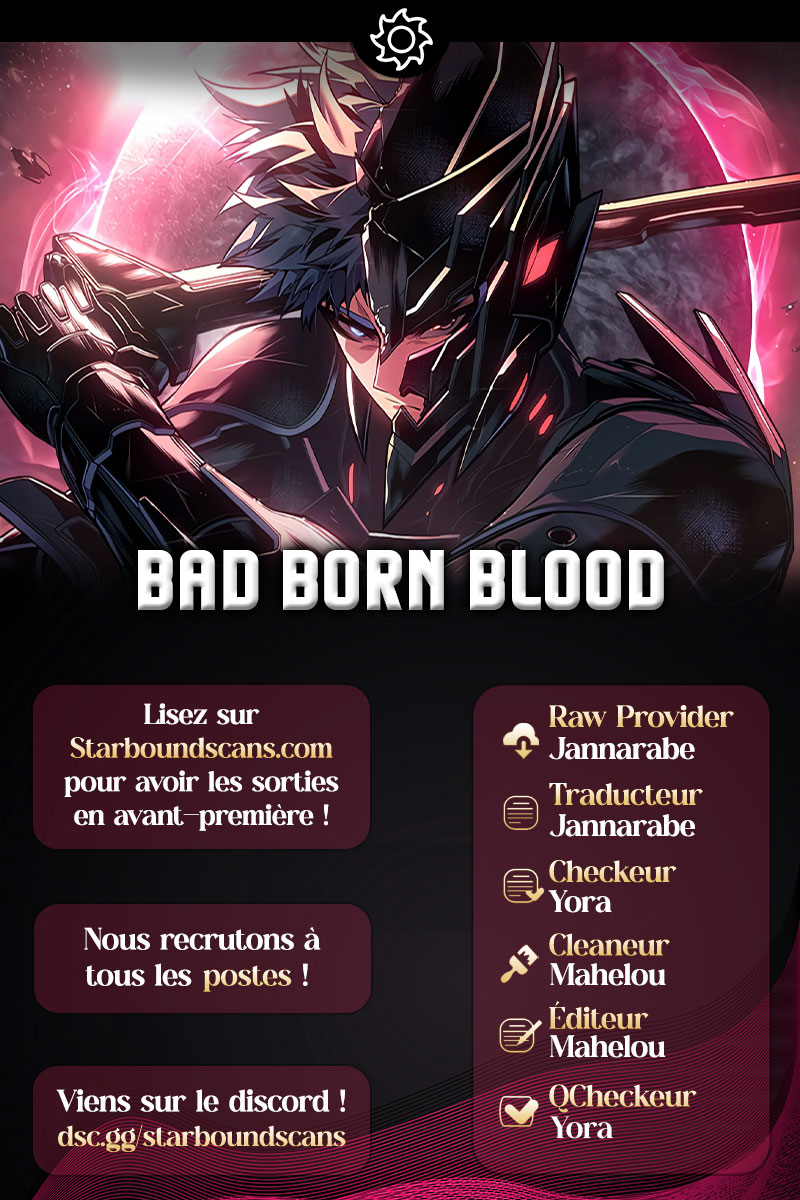 BAD BORN BLOOD
Lisez sur
Starboundscans.com
pour avoir les sorties
en avant-première !
Nous recrutons à
tous les postes !
Viens sur le discord !
dsc.gg/starboundscans
Raw Provider
Jannarabe
Traducteur
Jannarabe
Checkeur
Yora
Cleaneur
Mahelou
Éditeur
Mahelou
QCheckeur
Yora